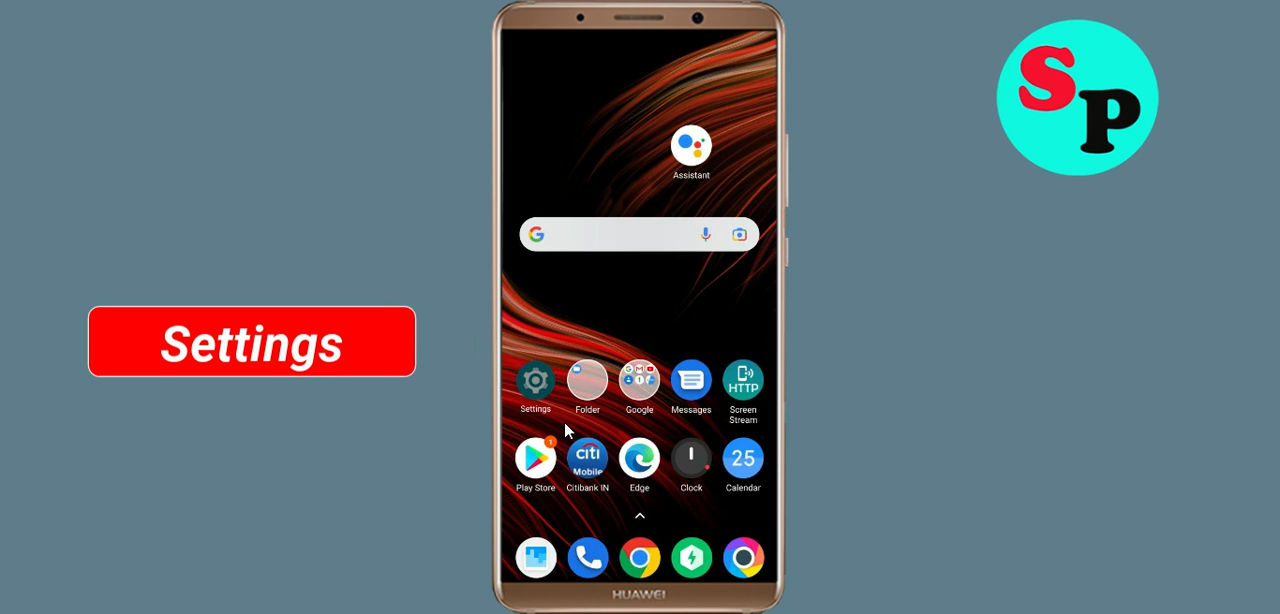 SP
Assistant
G
Settings
Settings
Folder
Google
Messages
HTTP
Screen
Stream
1
citi
Mobile
25
Play Store
Citibank IN
Edge
Clock
Calendar
HUAWEI